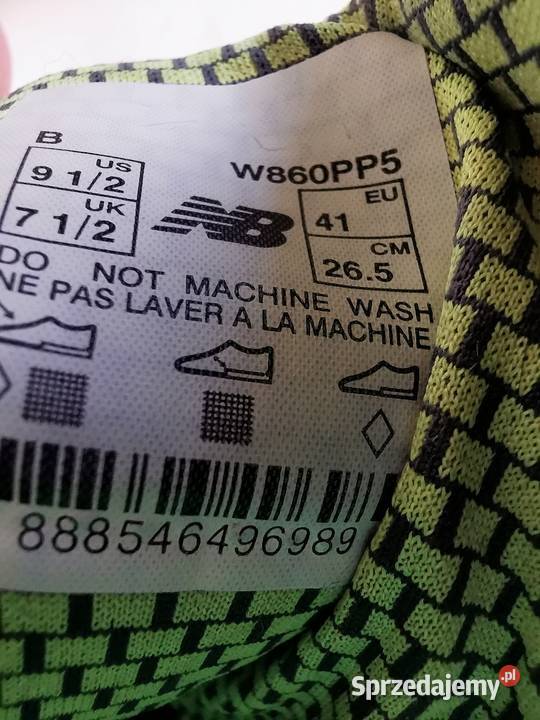 B
W860PP5
US
9 1/2
UK
7 1/2
NB
EU
41
CM
26.5
DO NOT MACHINE WASH
NE PAS LAVER A LA MACHINE
888546496989
Sprzedajemy.pl